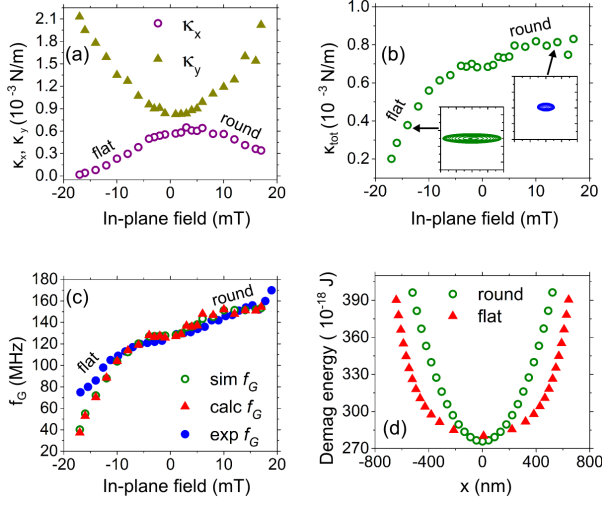 2.1
1.8
1.5
1.2
0.9
0.6
0.3
0.0
κx, κy (10⁻³ N/m)
(a)
κx
κy
flat
round
-20
-10
0
10
20
In-plane field (mT)
1.0
0.8
0.6
0.4
0.2
κtot (10⁻³ N/m)
(b)
round
flat
-20
-10
0
10
20
In-plane field (mT)
180
160
140
120
100
80
60
40
20
fG (MHz)
(c)
round
flat
sim fG
calc fG
exp fG
-20
-10
0
10
20
In-plane field (mT)
390
360
330
300
270
Demag energy (10⁻¹⁸ J)
round
flat
(d)
-800
-400
0
400
800
x (nm)